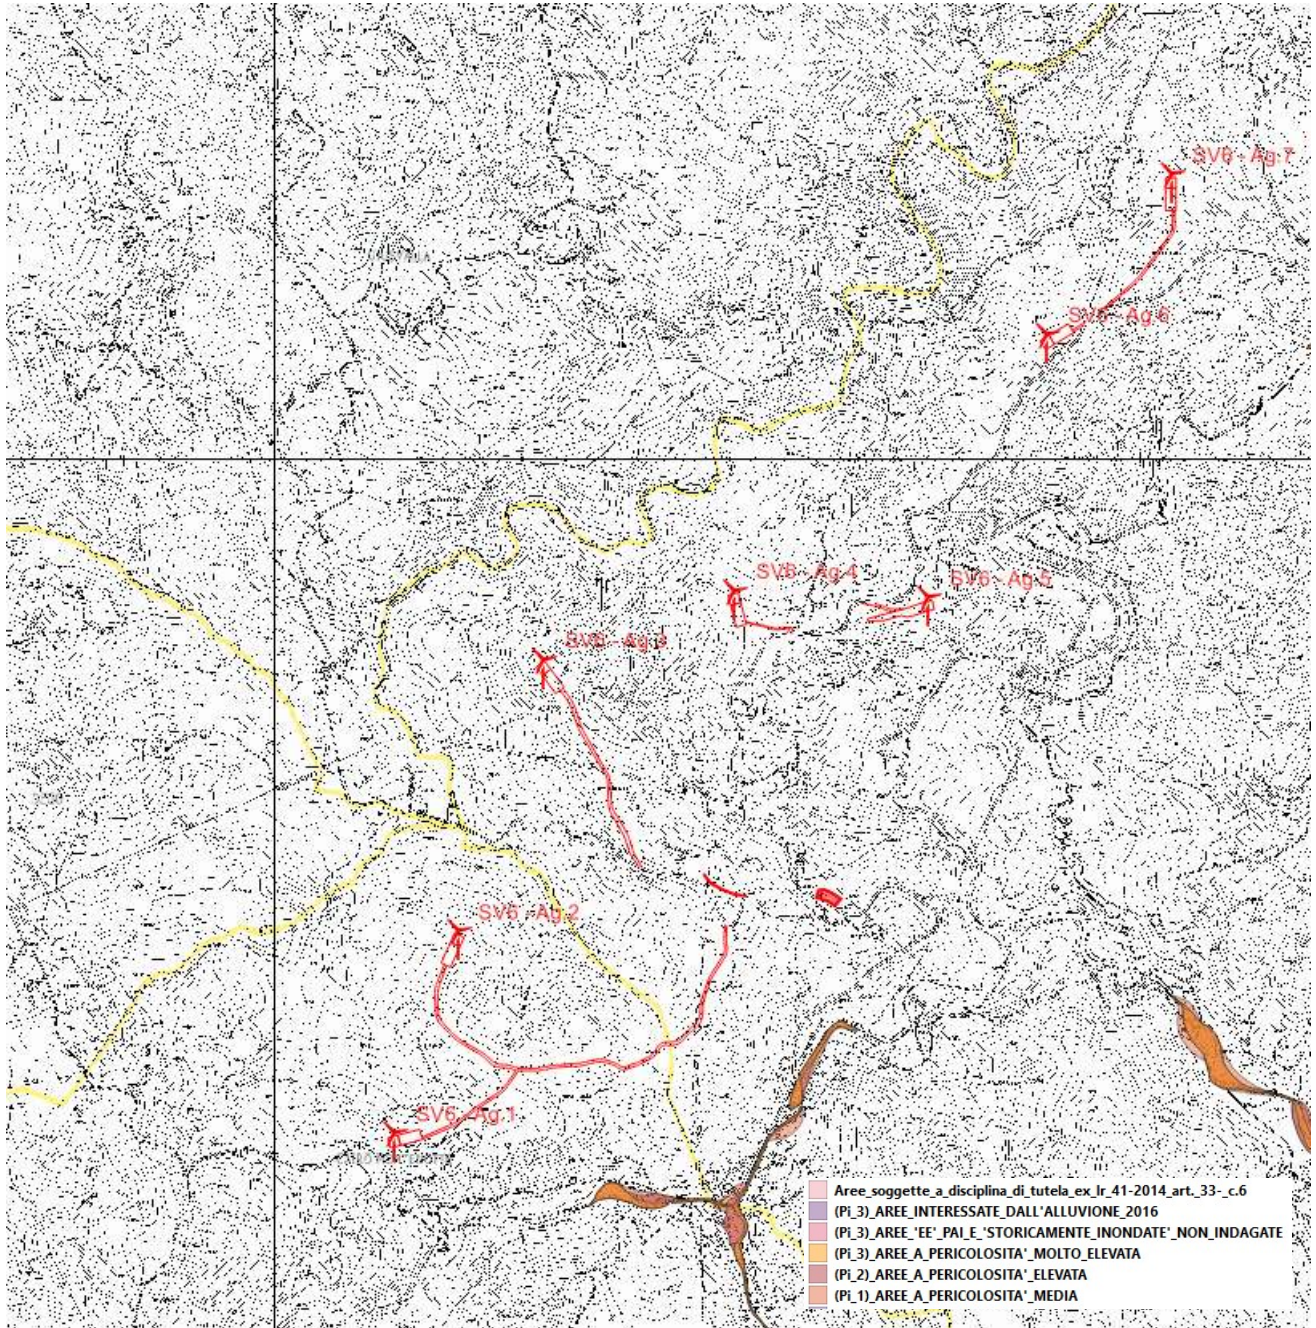 SV6 - Ag.7
SV6 - Ag.6
SV6 - Ag.4
SV6 - Ag.5
SV6 - Ag.3
SV6 - Ag.2
SV6 - Ag.1
Aree_soggette_a_disciplina_di_tutela_ex_lr_41-2014_art._33-_c.6
(Pi_3)_AREE_INTERESSATE_DALL'ALLUVIONE_2016
(Pi_3)_AREE_'EE'_PAI_E_'STORICAMENTE_INONDATE'_NON_INDAGATE
(Pi_3)_AREE_A_PERICOLOSITA'_MOLTO_ELEVATA
(Pi_2)_AREE_A_PERICOLOSITA'_ELEVATA
(Pi_1)_AREE_A_PERICOLOSITA'_MEDIA